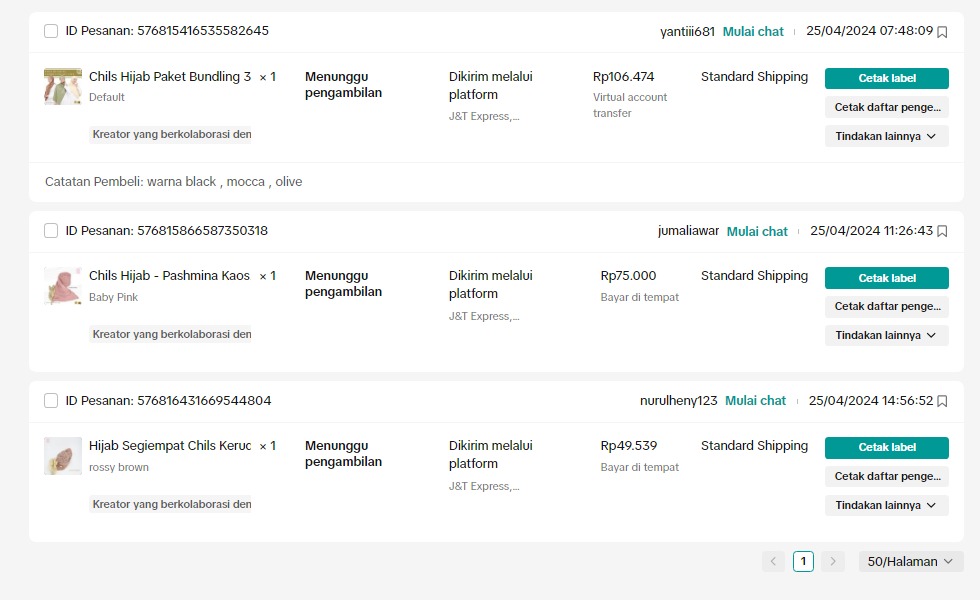 ID Pesanan: 576815416535582645
yantiii681 Mulai chat 25/04/2024 07:48:09
Chils Hijab Paket Bundling 3 × 1
Default
Kreator yang berkolaborasi den
Menunggu
pengambilan
Dikirim melalui
platform
J&T Express,...
Rp106.474
Virtual account
transfer
Standard Shipping
Cetak label
Cetak daftar penge...
Tindakan lainnya
Catatan Pembeli: warna black , mocca , olive
ID Pesanan: 576815866587350318
jumaliawar Mulai chat 25/04/2024 11:26:43
Chils Hijab - Pashmina Kaos × 1
Baby Pink
Kreator yang berkolaborasi den
Menunggu
pengambilan
Dikirim melalui
platform
J&T Express,...
Rp75.000
Bayar di tempat
Standard Shipping
Cetak label
Cetak daftar penge...
Tindakan lainnya
ID Pesanan: 576816431669544804
nurulheny123 Mulai chat 25/04/2024 14:56:52
Hijab Segiempat Chils Keruc × 1
rossy brown
Kreator yang berkolaborasi den
Menunggu
pengambilan
Dikirim melalui
platform
J&T Express,...
Rp49.539
Bayar di tempat
Standard Shipping
Cetak label
Cetak daftar penge...
Tindakan lainnya
1
50/Halaman